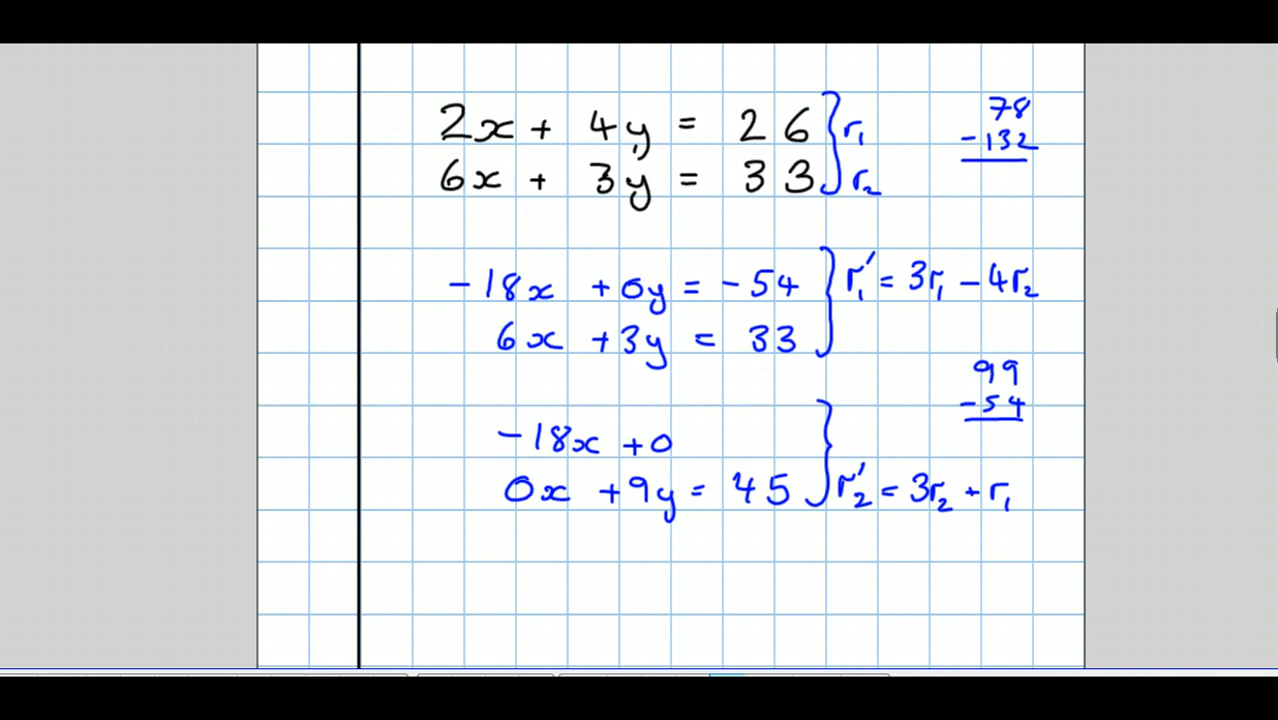 2x + 4y = 26 } r₁
6x + 3y = 33 } r₂
78
-132
-18x + 0y = -54 } r₁' = 3r₁ - 4r₂
6x + 3y = 33
99
-54
-18x + 0
0x + 9y = 45 } r₂' = 3r₂ + r₁